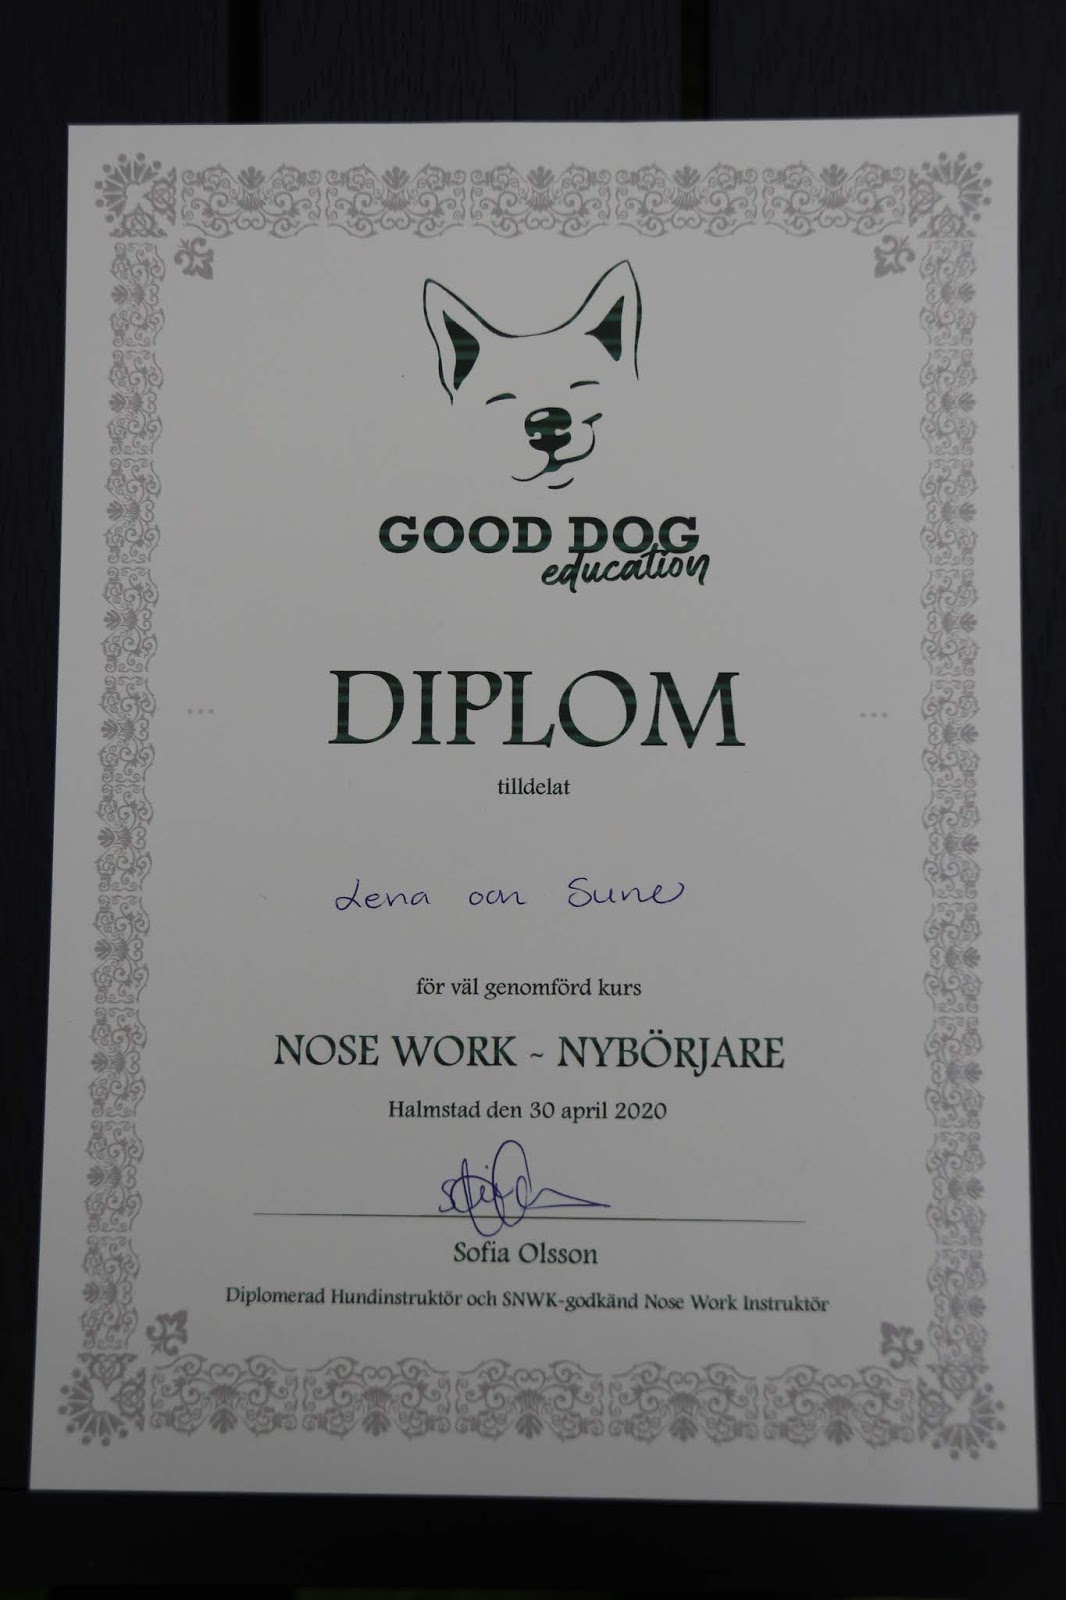 GOOD DOG
education
DIPLOM
tilldelat
Lena och Sune
för väl genomförd kurs
NOSE WORK ~ NYBÖRJARE
Halmstad den 30 april 2020
Sofia Olsson
Diplomerad Hundinstruktör och SNWK-godkänd Nose Work Instruktör